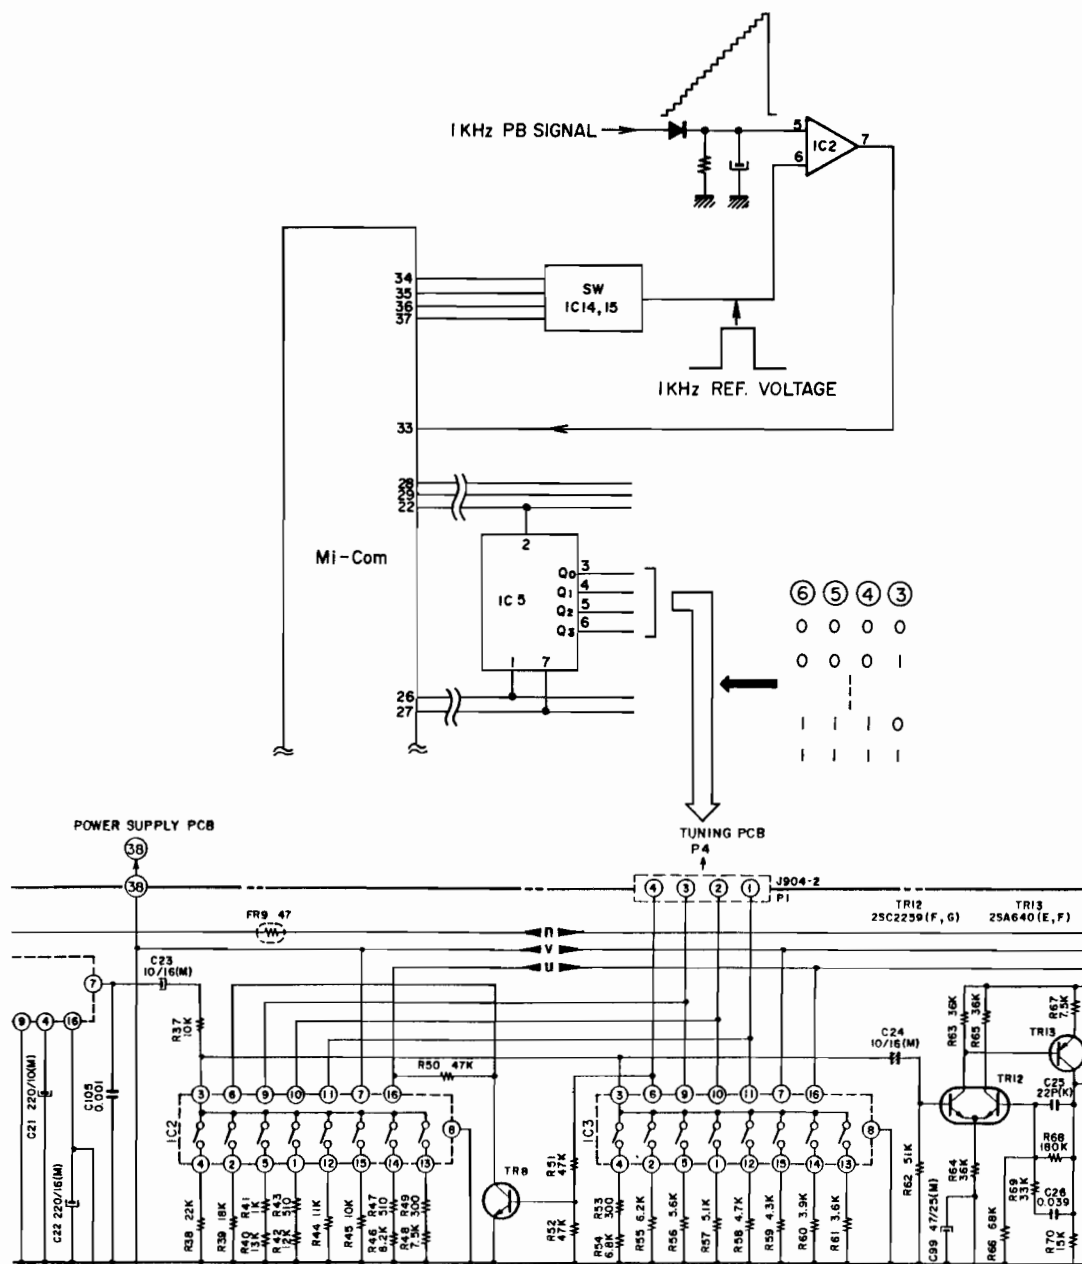 1KHz PB SIGNAL
5
6
7
IC2
34
35
36
37
SW
IC14, 15
1KHz REF. VOLTAGE
33
28
29
22
Mi-Com
2
IC5
Q0 3
Q1 4
Q2 5
Q3 6
1 7
26
27
6 5 4 3
0 0 0 0
0 0 0 1
1 1 1 0
1 1 1 1
POWER SUPPLY PCB
38
38
TUNING PCB
P4
4 3 2 1
J904-2
P1
TR12
2SC2259(F,G)
TR13
2SA640(E,F)
FR9 47
n
v
u
C23
10/16(M)
7
9 4 16
R37
10K
C21 220/10(M)
C22 220/16(M)
C105
0.001
R50 47K
C24
10/16(M)
R63 36K
R65 36K
R67
7.5K
TR13
TR12
C25
22P(K)
IC2
3 6 9 10 11 7 16
8
4 2 5 1 12 15 14 13
IC3
3 6 9 10 11 7 16
8
4 2 5 1 12 15 14 13
TR8
R51
47K
R52
47K
R38 22K
R39 18K
R40 13K
R41 1K
R42 12K
R43 510
R44 11K
R45 10K
R46 8.2K
R47 510
R48 7.5K
R49 300
R53 300
R54 6.8K
R55 6.2K
R56 5.6K
R57 5.1K
R58 4.7K
R59 4.3K
R60 3.9K
R61 3.6K
R62 51K
C99 47/25(M)
R64
36K
R66 68K
R68
180K
R69
33K
C26
0.039
R70
15K